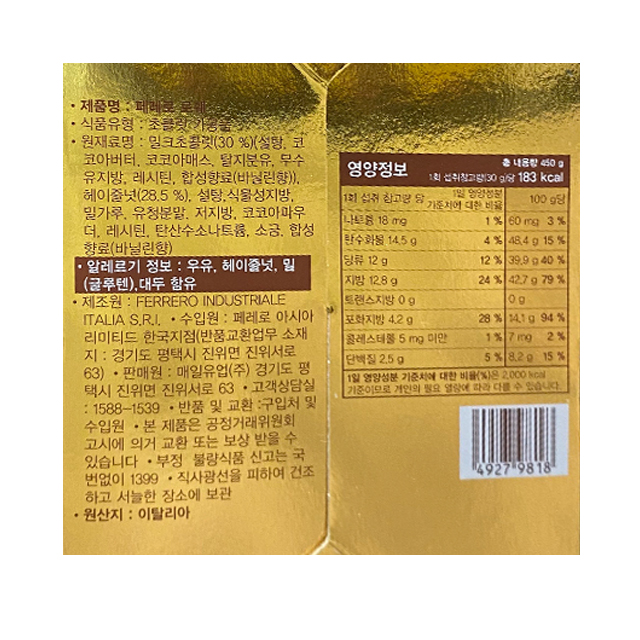 • 제품명 : 페레로 로쉐
• 식품유형 : 초콜릿 가공품
• 원재료명 : 밀크초콜릿(30 %)(설탕, 코
코아버터, 코코아매스, 탈지분유, 무수
유지방, 레시틴, 합성향료(바닐린향)),
헤이즐넛(28.5 %), 설탕,식물성지방,
밀가루, 유청분말, 저지방, 코코아파우
더, 레시틴, 탄산수소나트륨, 소금, 합성
향료(바닐린향)
• 알레르기 정보 : 우유, 헤이즐넛, 밀
(글루텐),대두 함유
• 제조원 : FERRERO INDUSTRIALE
ITALIA S.R.I. • 수입원 : 페레로 아시아
리미티드 한국지점(반품교환업무 소재
지 : 경기도 평택시 진위면 진위서로
63) • 판매원 : 매일유업(주) 경기도 평
택시 진위면 진위서로 63 • 고객상담실
: 1588-1539 • 반품 및 교환 :구입처 및
수입원 • 본 제품은 공정거래위원회
고시에 의거 교환 또는 보상 받을 수
있습니다 • 부정 불량식품 신고는 국
번없이 1399 • 직사광선을 피하여 건조
하고 서늘한 장소에 보관
• 원산지 : 이탈리아
영양정보 총 내용량 450 g
1회 섭취참고량(30 g)당 183 kcal
1회 섭취 참고량 당 1일 영양성분 기준치에 대한 비율 100 g당
나트륨 18 mg 1 % 60 mg 3 %
탄수화물 14.5 g 4 % 48.4 g 15 %
당류 12 g 12 % 39.9 g 40 %
지방 12.8 g 24 % 42.7 g 79 %
트랜스지방 0 g 0 g
포화지방 4.2 g 28 % 14.1 g 94 %
콜레스테롤 5 mg 미만 1 % 7 mg 2 %
단백질 2.5 g 5 % 8.2 g 15 %
1일 영양성분 기준치에 대한 비율(%)은 2,000 kcal
기준이므로 개인의 필요 열량에 따라 다를 수 있습니다.
4927 9818